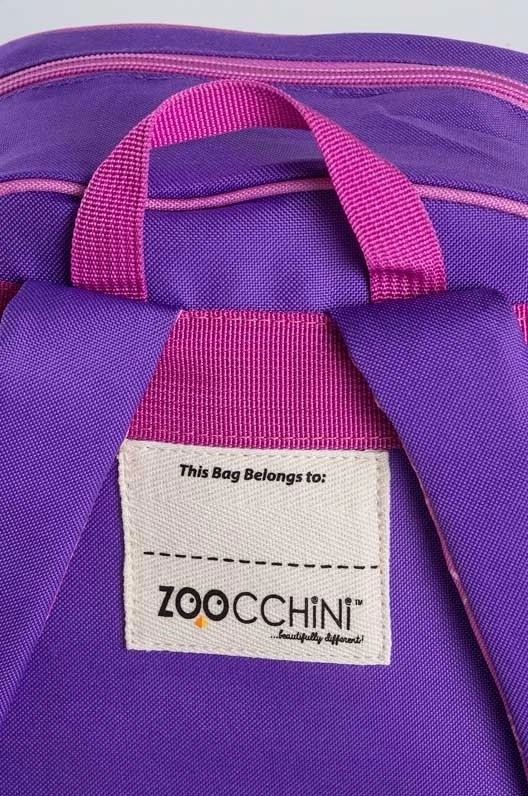 This Bag Belongs to:
ZOOCCHiNi™
...beautifully different!